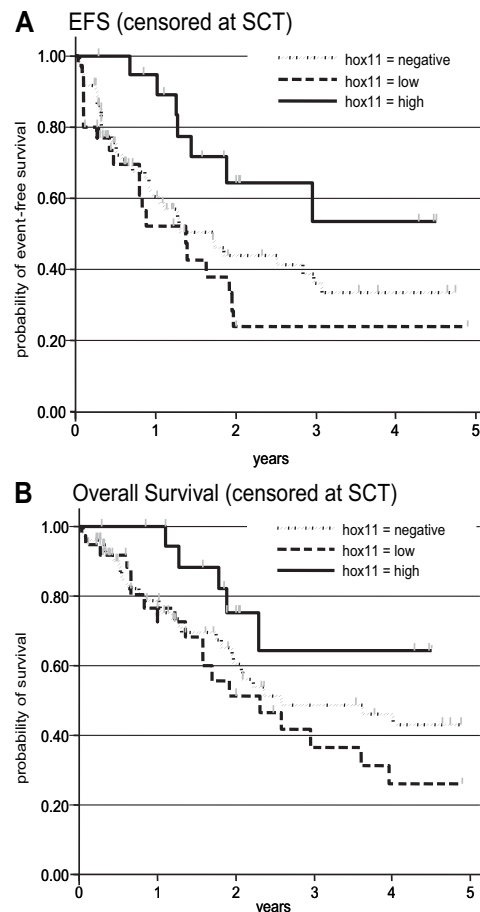 A EFS (censored at SCT)
1.00
0.80
0.60
0.40
0.20
0.00
probability of event-free survival
hox11 = negative
hox11 = low
hox11 = high
0 1 2 3 4 5
years
B Overall Survival (censored at SCT)
1.00
0.80
0.60
0.40
0.20
0.00
probability of survival
hox11 = negative
hox11 = low
hox11 = high
0 1 2 3 4 5
years